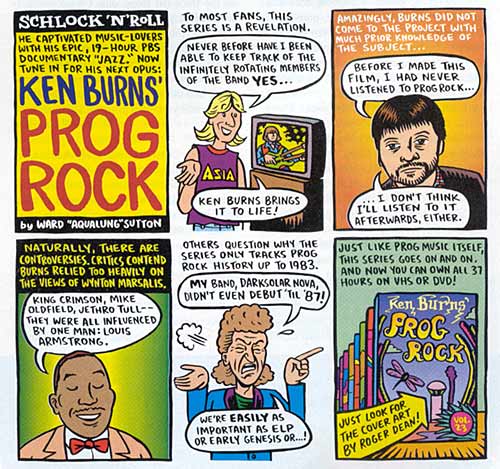 SCHLOCK 'N' ROLL
HE CAPTIVATED MUSIC-LOVERS
WITH HIS EPIC, 19-HOUR PBS
DOCUMENTARY "JAZZ." NOW
TUNE IN FOR HIS NEXT OPUS:
KEN BURNS'
PROG
ROCK
by WARD "AQUALUNG" SUTTON
TO MOST FANS, THIS
SERIES IS A REVELATION.
NEVER BEFORE HAVE I BEEN
ABLE TO KEEP TRACK OF THE
INFINITELY ROTATING MEMBERS
OF THE BAND YES...
ASIA
KEN BURNS BRINGS
IT TO LIFE!
AMAZINGLY, BURNS DID NOT
COME TO THE PROJECT WITH
MUCH PRIOR KNOWLEDGE OF
THE SUBJECT...
BEFORE I MADE THIS
FILM, I HAD NEVER
LISTENED TO PROG ROCK...
...I DON'T THINK
I'LL LISTEN TO IT
AFTERWARDS, EITHER.
NATURALLY, THERE ARE
CONTROVERSIES. CRITICS CONTEND
BURNS RELIED TOO HEAVILY ON
THE VIEWS OF WYNTON MARSALIS.
KING CRIMSON, MIKE
OLDFIELD, JETHRO TULL--
THEY WERE ALL INFLUENCED
BY ONE MAN: LOUIS
ARMSTRONG.
OTHERS QUESTION WHY THE
SERIES ONLY TRACKS PROG
ROCK HISTORY UP TO 1983.
MY BAND, DARKSOLAR NOVA,
DIDN'T EVEN DEBUT 'TIL '87!
WE'RE EASILY AS
IMPORTANT AS ELP
OR EARLY GENESIS OR...!
JUST LIKE PROG MUSIC ITSELF,
THIS SERIES GOES ON AND ON.
AND NOW YOU CAN OWN ALL 37
HOURS ON VHS OR DVD!
Ken Burns'
PROG
ROCK
JUST LOOK FOR
THE COVER ART
BY ROGER DEAN!
VOL.
23